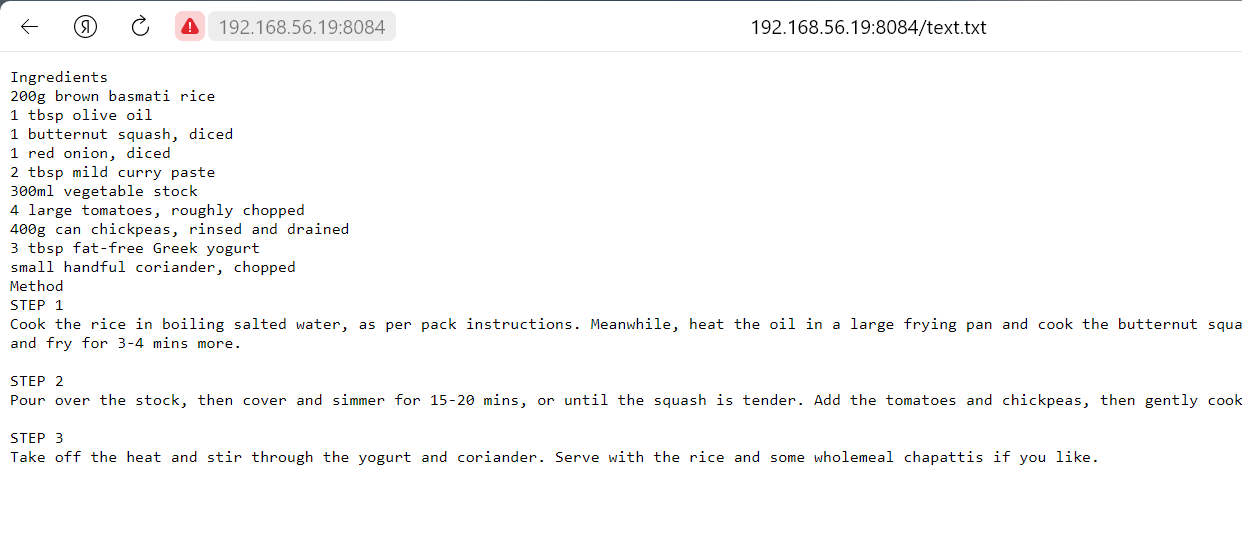 192.168.56.19:8084 192.168.56.19:8084/text.txt
Ingredients
200g brown basmati rice
1 tbsp olive oil
1 butternut squash, diced
1 red onion, diced
2 tbsp mild curry paste
300ml vegetable stock
4 large tomatoes, roughly chopped
400g can chickpeas, rinsed and drained
3 tbsp fat-free Greek yogurt
small handful coriander, chopped
Method
STEP 1
Cook the rice in boiling salted water, as per pack instructions. Meanwhile, heat the oil in a large frying pan and cook the butternut squa
and fry for 3-4 mins more.
STEP 2
Pour over the stock, then cover and simmer for 15-20 mins, or until the squash is tender. Add the tomatoes and chickpeas, then gently cook
STEP 3
Take off the heat and stir through the yogurt and coriander. Serve with the rice and some wholemeal chapattis if you like.